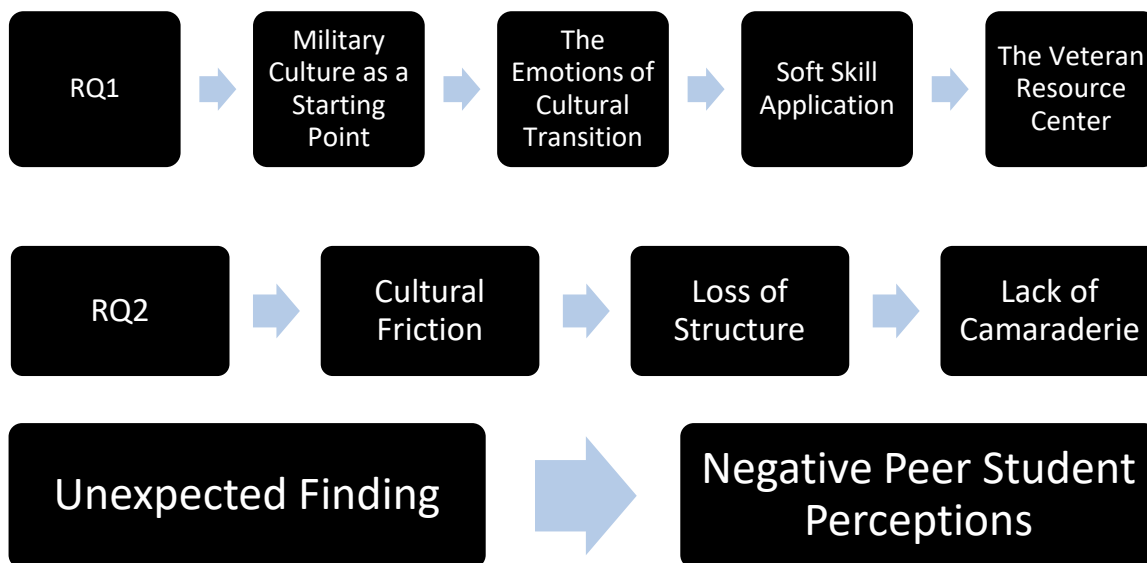 RQ1
Military
Culture as a
Starting
Point
The
Emotions of
Cultural
Transition
Soft Skill
Application
The Veteran
Resource
Center
RQ2
Cultural
Friction
Loss of
Structure
Lack of
Camaraderie
Unexpected Finding
Negative Peer Student
Perceptions